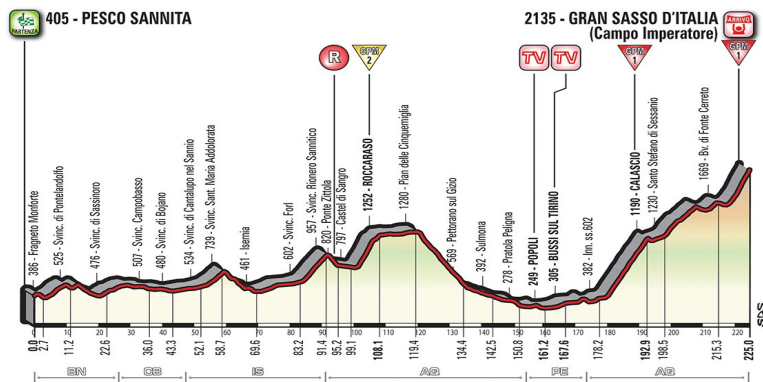 405 - PESCO SANNITA
PARTENZA
2135 - GRAN SASSO D'ITALIA
(Campo Imperatore)
ARRIVO
GPM
1
R
GPM
2
TV
TV
GPM
1
386 - Fragneto Monforte
525 - Svinc. di Pontelandolfo
476 - Svinc. di Sassinoro
507 - Svinc. Campobasso
480 - Svinc. di Bojano
534 - Svinc. di Cantalupo nel Sannio
739 - Svinc. Sant. Maria Addolorata
461 - Isernia
602 - Svinc. Forl
957 - Svinc. Rionero Sannitico
820 - Ponte Zittola
797 - Castel di Sangro
1252 - ROCCARASO
1280 - Pian delle Cinquemiglia
569 - Pettorano sul Gizio
392 - Sulmona
278 - Pratola Peligna
249 - POPOLI
305 - BUSSI SUL TIRINO
382 - Inn. ss.602
1190 - CALASCIO
1230 - Santo Stefano di Sessanio
1669 - Bv. di Fonte Cerreto
0 10 20 30 40 50 60 70 80 90 100 110 120 130 140 150 160 170 180 190 200 210 220
0.0 2.7 11.2 22.6 36.0 43.3 52.1 58.7 69.6 83.2 91.4 95.2 99.1 108.1 119.4 134.4 142.5 150.8 161.2 167.6 178.2 192.9 198.5 215.3 225.0
BN CB IS AQ PE AQ
SDS